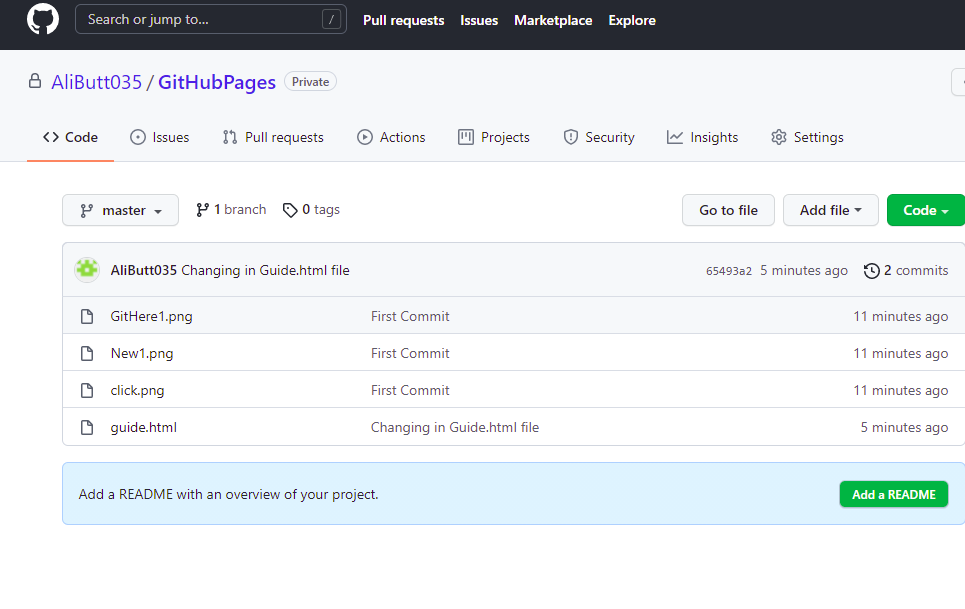 Search or jump to... / Pull requests Issues Marketplace Explore
AliButt035 / GitHubPages Private
Code Issues Pull requests Actions Projects Security Insights Settings
master 1 branch 0 tags Go to file Add file Code
AliButt035 Changing in Guide.html file 65493a2 5 minutes ago 2 commits
GitHere1.png First Commit 11 minutes ago
New1.png First Commit 11 minutes ago
click.png First Commit 11 minutes ago
guide.html Changing in Guide.html file 5 minutes ago
Add a README with an overview of your project. Add a README